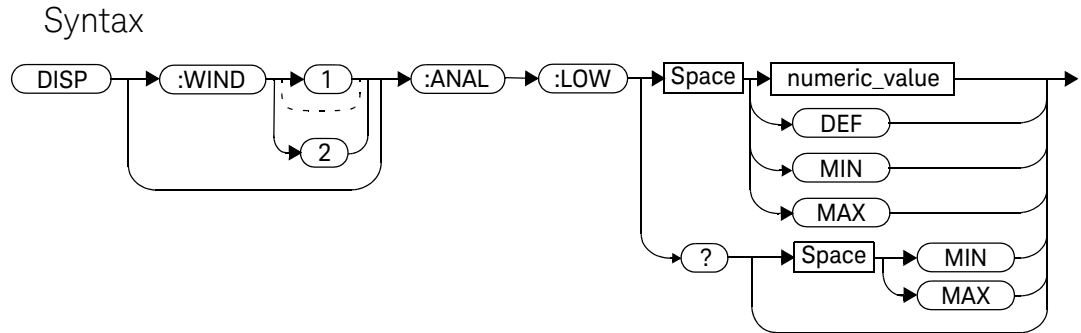 Syntax
DISP :WIND 1 :ANAL :LOW Space numeric_value
2 DEF
MIN
MAX
? Space MIN
MAX